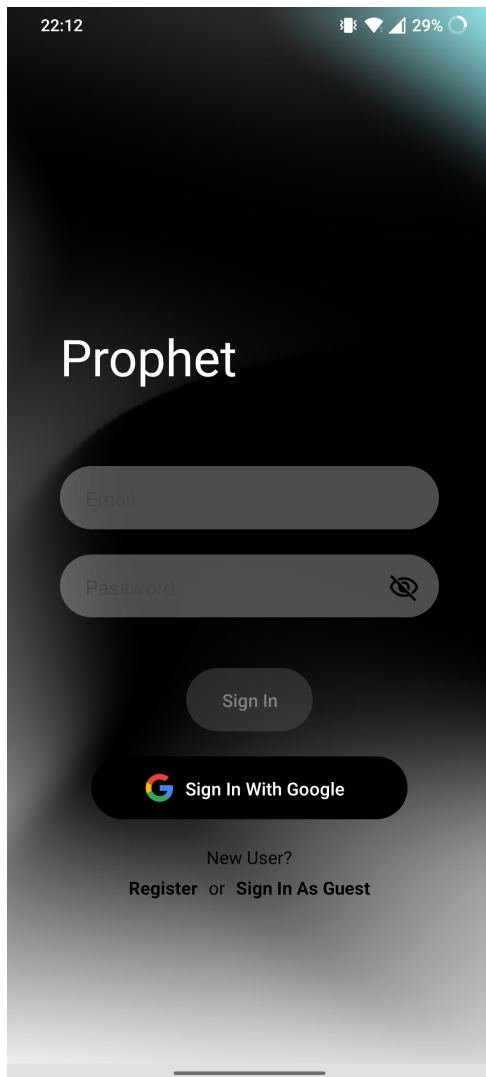 22:12 29%
Prophet
Email
Password
Sign In
Sign In With Google
New User?
Register or Sign In As Guest